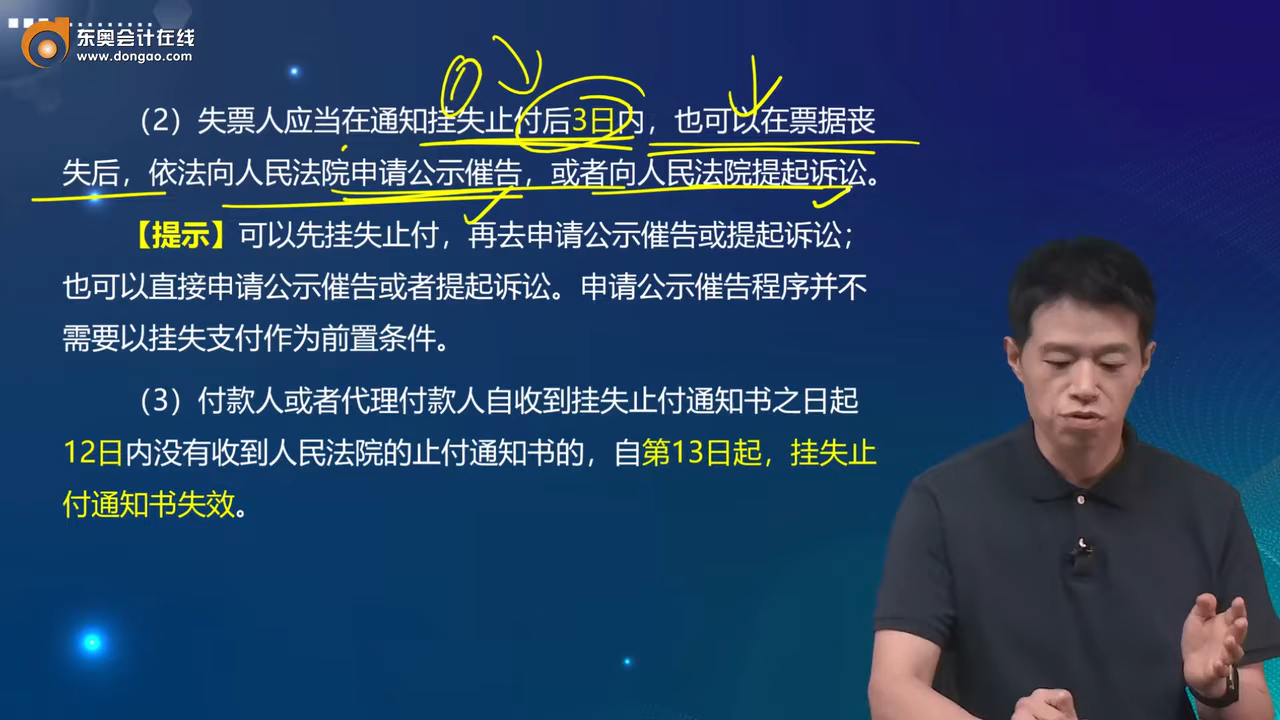 东奥会计在线
www.dongao.com
（2）失票人应当在通知挂失止付后3日内，也可以在票据丧
失后，依法向人民法院申请公示催告，或者向人民法院提起诉讼。
【提示】可以先挂失止付，再去申请公示催告或提起诉讼；
也可以直接申请公示催告或者提起诉讼。申请公示催告程序并不
需要以挂失支付作为前置条件。
（3）付款人或者代理付款人自收到挂失止付通知书之日起
12日内没有收到人民法院的止付通知书的，自第13日起，挂失止
付通知书失效。